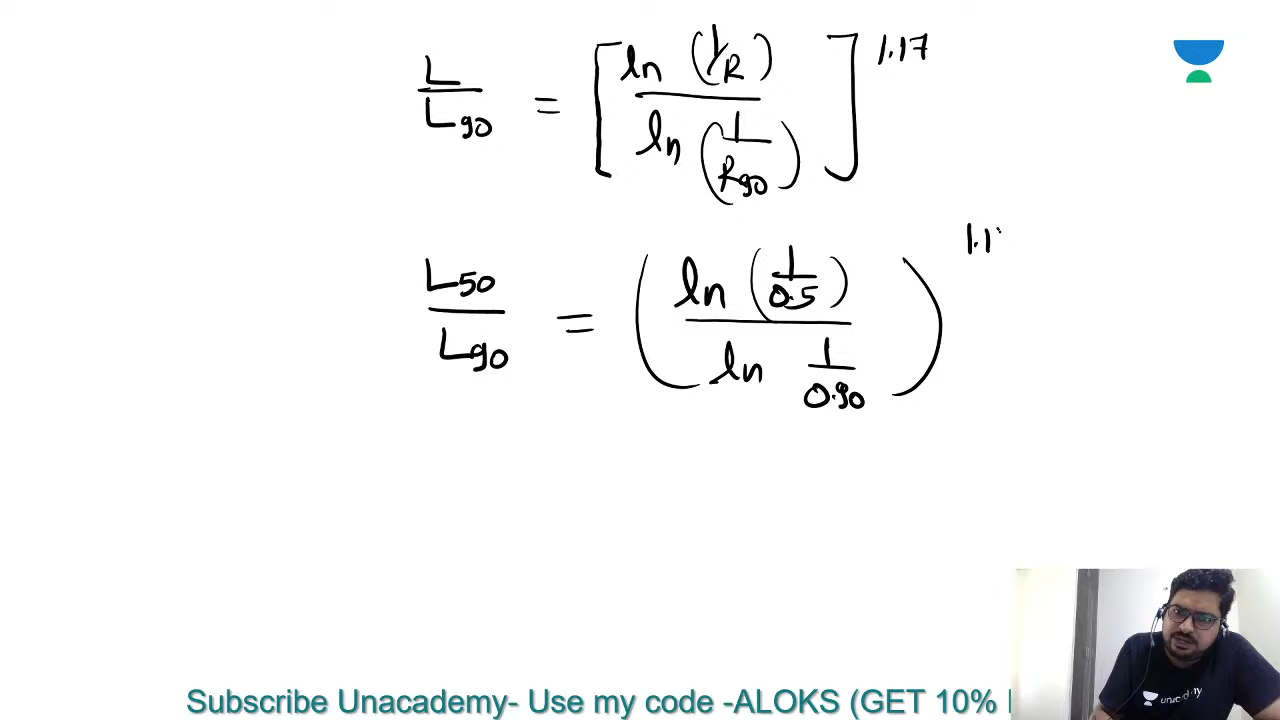 L/L90 = [ln (1/R) / ln (1/R90)]^1.17
L50/L90 = (ln (1/0.5) / ln 1/0.90)^1.1
Subscribe Unacademy- Use my code -ALOKS (GET 10%
unacademy